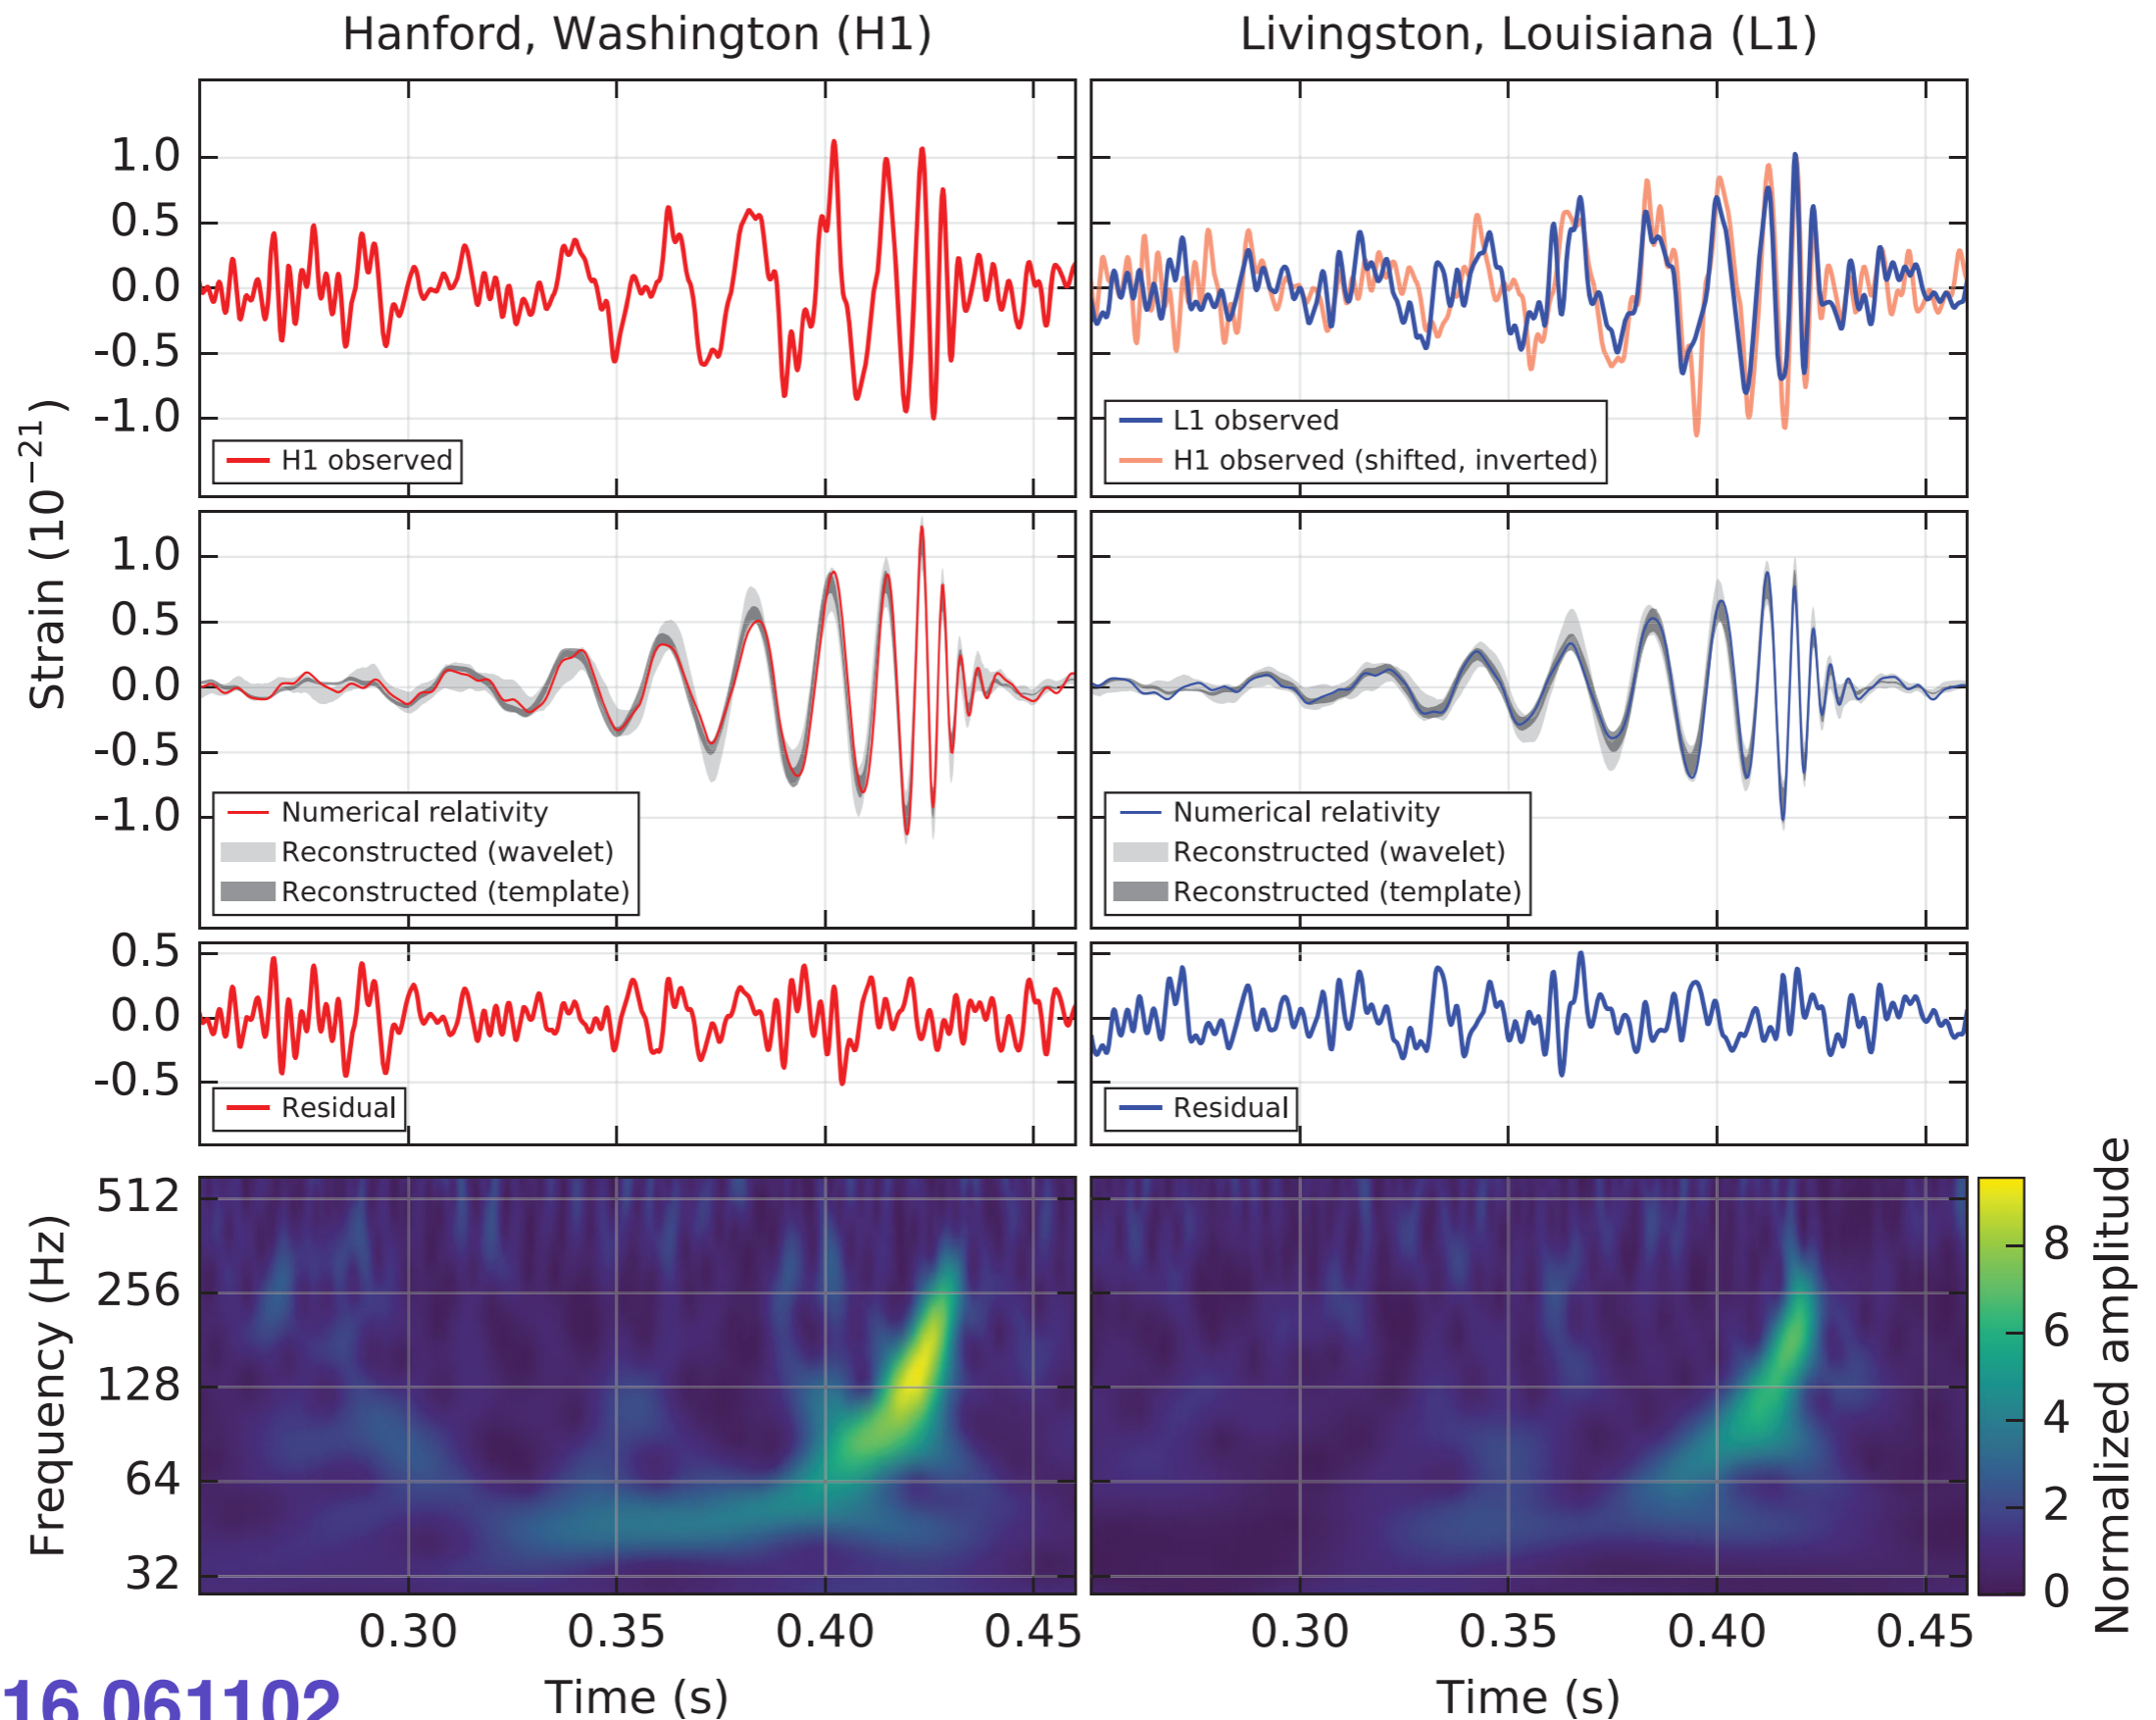 Hanford, Washington (H1)
Livingston, Louisiana (L1)
Strain (10⁻²¹)
1.0
0.5
0.0
-0.5
-1.0
H1 observed
L1 observed
H1 observed (shifted, inverted)
1.0
0.5
0.0
-0.5
-1.0
Numerical relativity
Reconstructed (wavelet)
Reconstructed (template)
Numerical relativity
Reconstructed (wavelet)
Reconstructed (template)
0.5
0.0
-0.5
Residual
Residual
Frequency (Hz)
512
256
128
64
32
Normalized amplitude
8
6
4
2
0
0.30 0.35 0.40 0.45
0.30 0.35 0.40 0.45
Time (s)
Time (s)
16 061102